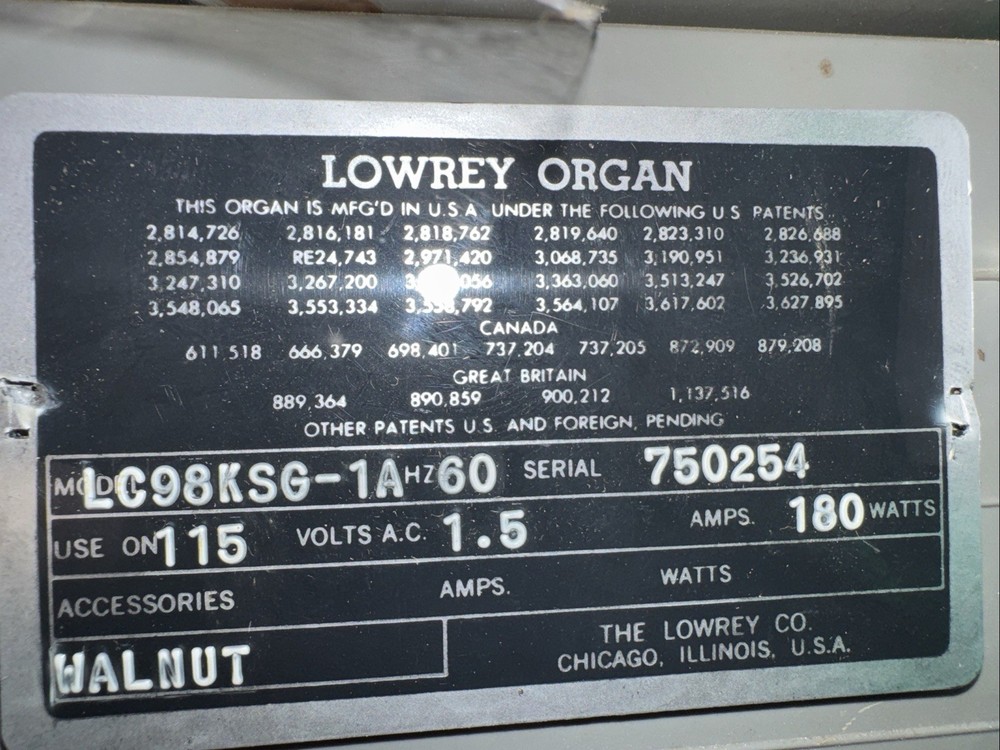 LOWREY ORGAN
THIS ORGAN IS MFG'D IN U.S.A. UNDER THE FOLLOWING U S PATENTS
2,814,726 2,816,181 2,818,762 2,819,640 2,823,310 2,826,688
2,854,879 RE24,743 2,971,420 3,068,735 3,190,951 3,236,931
3,247,310 3,267,200 3,363,060 3,513,247 3,526,702
3,548,065 3,553,334 3,564,107 3,617,602 3,627,895
CANADA
611 518 666,379 698,401 737,204 737,205 872,909 879,208
GREAT BRITAIN
889,364 890,859 900,212 1,137,516
OTHER PATENTS U.S. AND FOREIGN, PENDING
MODEL LC98KSG-1A HZ 60 SERIAL 750254
USE ON 115 VOLTS A.C. 1.5 AMPS. 180 WATTS
ACCESSORIES AMPS. WATTS
WALNUT
THE LOWREY CO.
CHICAGO, ILLINOIS, U.S.A.